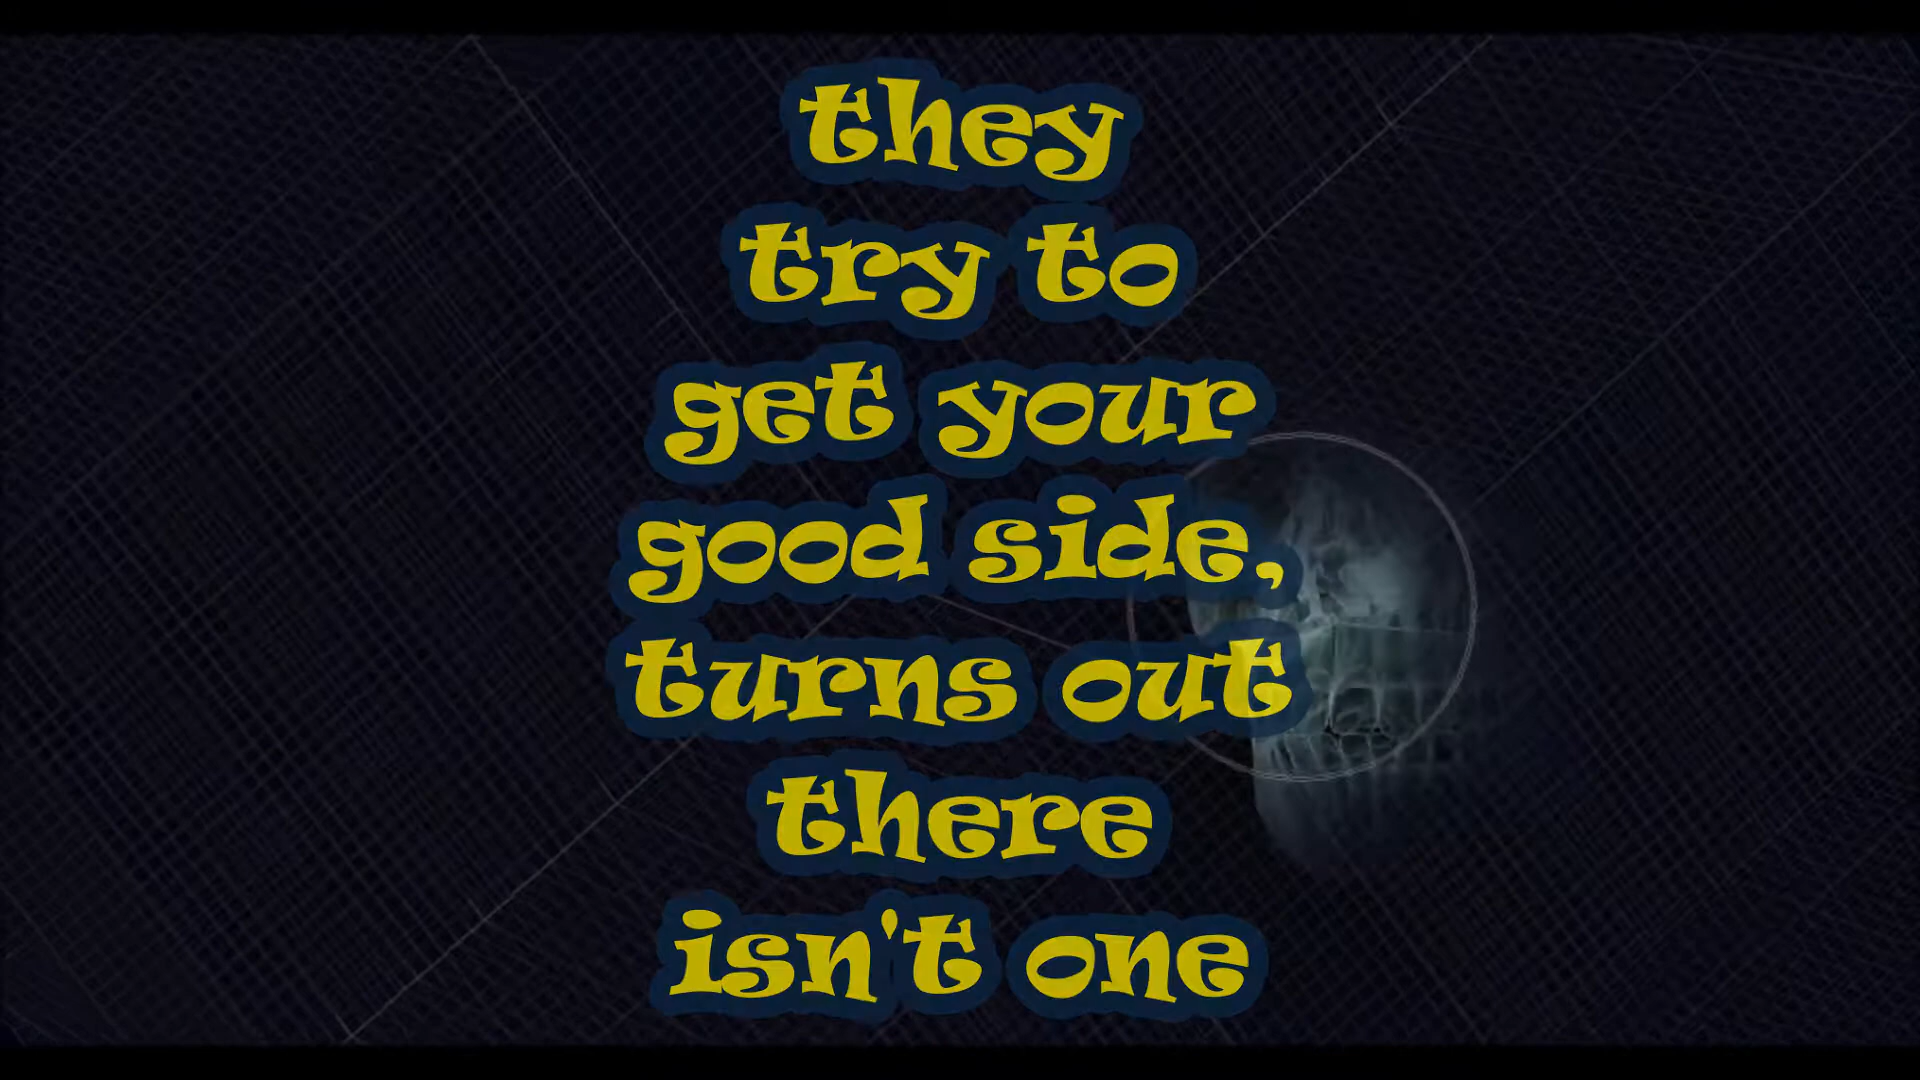 they
try to
get your
good side,
turns out
there
isn't one